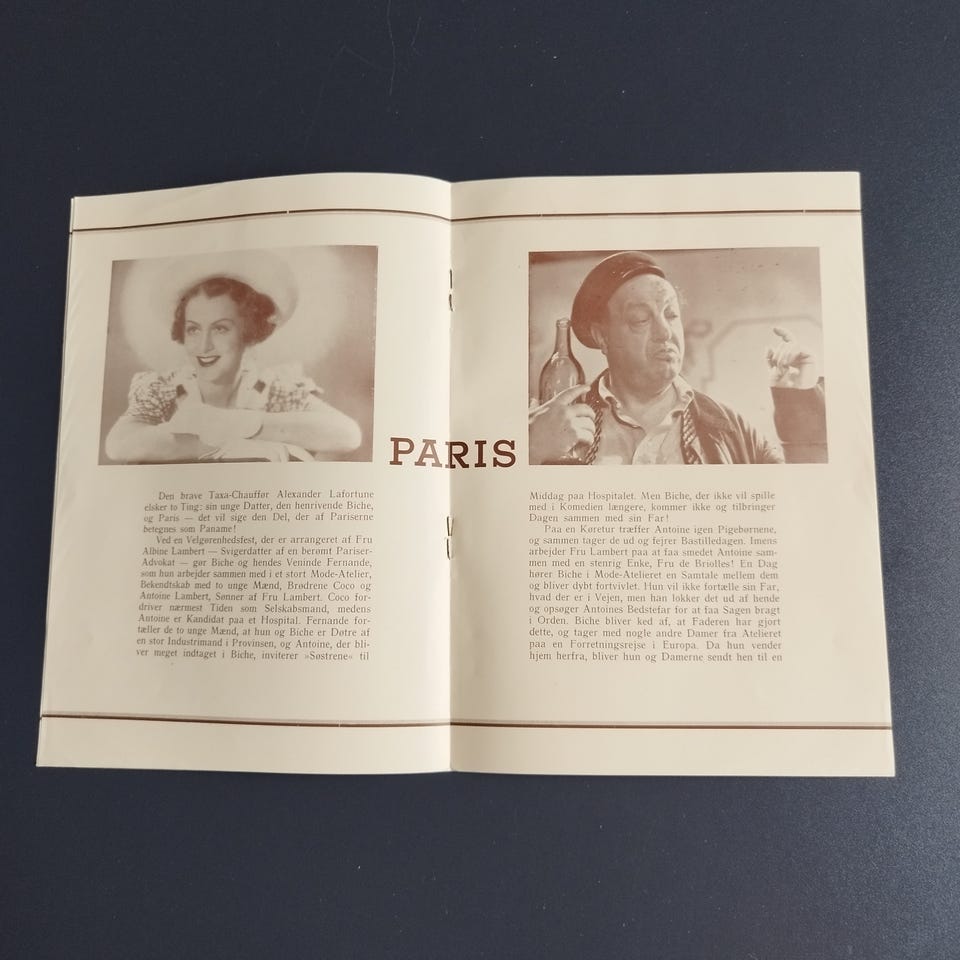 PARIS
Den brave Taxa-Chauffør Alexander Lafortune
elsker to Ting: sin unge Datter, den henrivende Biche,
og Paris — det vil sige den Del, der af Pariserne
betegnes som Paname!
Ved en Velgørenhedsfest, der er arrangeret af Fru
Albine Lambert — Svigerdatter af en berømt Pariser-
Advokat — gør Biche og hendes Veninde Fernande,
som hun arbejder sammen med i et stort Mode-Atelier,
Bekendtskab med to unge Mænd, Brødrene Coco og
Antoine Lambert, Sønner af Fru Lambert. Coco for-
driver nærmest Tiden som Selskabsmand, medens
Antoine er Kandidat paa et Hospital. Fernande for-
tæller de to unge Mænd, at hun og Biche er Døtre af
en stor Industrimand i Provinsen, og Antoine, der bli-
ver meget indtaget i Biche, inviterer »Søstrene« til
Middag paa Hospitalet. Men Biche, der ikke vil spille
med i Komedien længere, kommer ikke og tilbringer
Dagen sammen med sin Far!
Paa en Køretur træffer Antoine igen Pigebørnene,
og sammen tager de ud og fejrer Bastilledagen. Imens
arbejder Fru Lambert paa at faa smedet Antoine sam-
men med en stenrig Enke, Fru de Briolles! En Dag
hører Biche i Mode-Atelieret en Samtale mellem dem
og bliver dybt fortvivlet. Hun vil ikke fortælle sin Far,
hvad der er i Vejen, men han lokker det ud af hende
og opsøger Antoines Bedstefar for at faa Sagen bragt
i Orden. Biche bliver ked af, at Faderen har gjort
dette, og tager med nogle andre Damer fra Atelieret
paa en Forretningsrejse i Europa. Da hun vender
hjem herfra, bliver hun og Damerne sendt hen til en